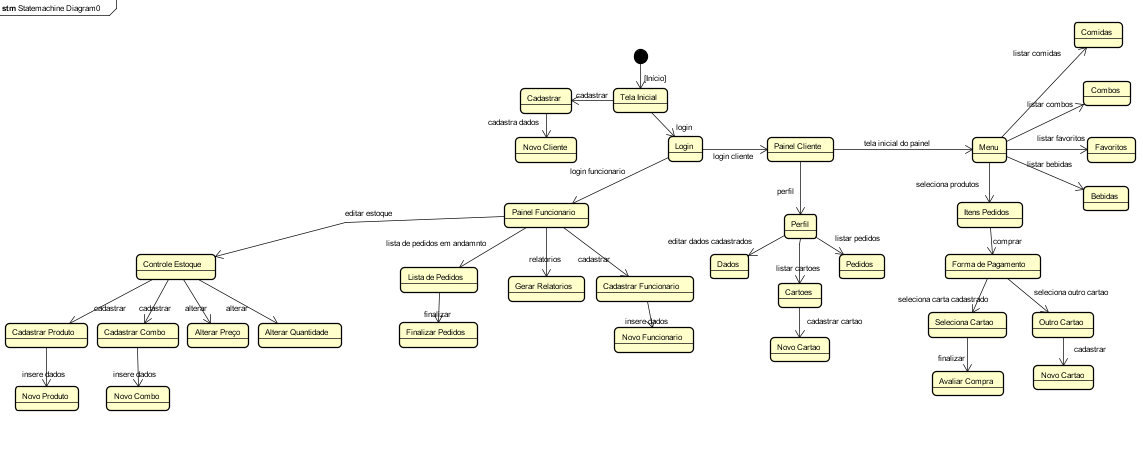 stm Statemachine Diagram0
Comidas
listar comidas
[Início]
Combos
Tela Inicial
cadastrar
Cadastrar
listar combos
cadastra dados
login
listar favoritos
Novo Cliente
Login
login cliente
Painel Cliente
tela inicial do painel
Menu
Favoritos
listar bebidas
login funcionario
seleciona produtos
perfil
Bebidas
editar estoque
Painel Funcionario
Itens Pedidos
Perfil
lista de pedidos em andamnto
editar dados cadastrados
listar pedidos
comprar
relatorios
cadastrar
Controle Estoque
Dados
listar cartoes
Pedidos
Forma de Pagamento
Lista de Pedidos
Gerar Relatorios
Cadastrar Funcionario
Cartoes
seleciona carta cadastrado
seleciona outro cartao
cadastrar
cadastrar
alterar
alterar
finalizar
insere dados
cadastrar cartao
Seleciona Cartao
Outro Cartao
Cadastrar Produto
Cadastrar Combo
Alterar Preço
Alterar Quantidade
Finalizar Pedidos
Novo Funcionario
Novo Cartao
finalizar
cadastrar
insere dados
insere dados
Avaliar Compra
Novo Cartao
Novo Produto
Novo Combo